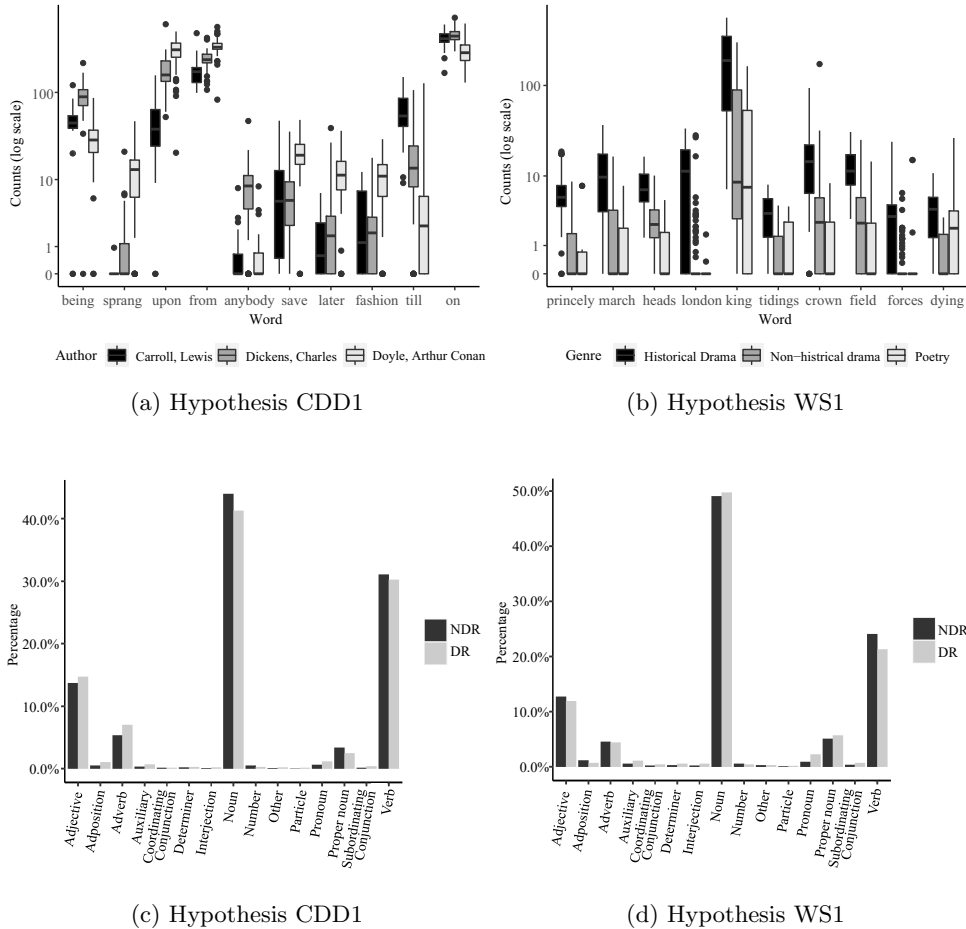 Counts (log scale)
100
10
1
0
being sprang upon from anybody save later fashion till on
Word
Author Carroll, Lewis Dickens, Charles Doyle, Arthur Conan
(a) Hypothesis CDD1
Counts (log scale)
100
10
1
0
princely march heads london king tidings crown field forces dying
Word
Genre Historical Drama Non−histrical drama Poetry
(b) Hypothesis WS1
Percentage
40.0%
30.0%
20.0%
10.0%
0.0%
Adjective
Adposition
Adverb
Auxiliary
Coordinating
Conjunction
Determiner
Interjection
Noun
Number
Other
Particle
Pronoun
Proper noun
Subordinating
Conjunction
Verb
NDR
DR
(c) Hypothesis CDD1
Percentage
50.0%
40.0%
30.0%
20.0%
10.0%
0.0%
Adjective
Adposition
Adverb
Auxiliary
Coordinating
Conjunction
Determiner
Interjection
Noun
Number
Other
Particle
Pronoun
Proper noun
Subordinating
Conjunction
Verb
NDR
DR
(d) Hypothesis WS1